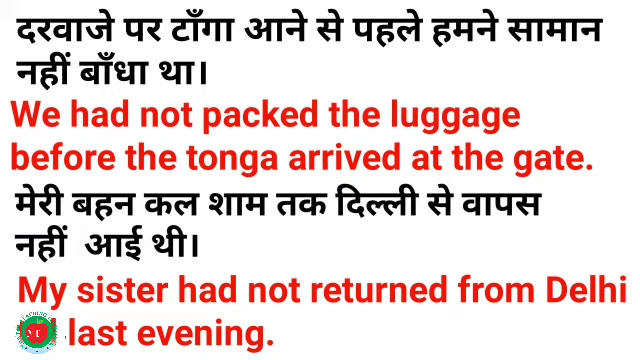 दरवाजे पर टाँगा आने से पहले हमने सामान
नहीं बाँधा था।
We had not packed the luggage
before the tonga arrived at the gate.
मेरी बहन कल शाम तक दिल्ली से वापस
नहीं आई थी।
My sister had not returned from Delhi
last evening.